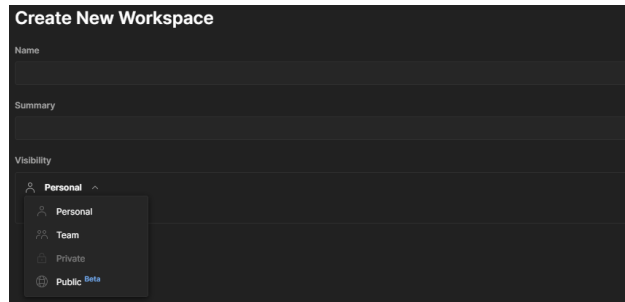 Create New Workspace
Name
Summary
Visibility
Personal
Personal
Team
Private
Public Beta